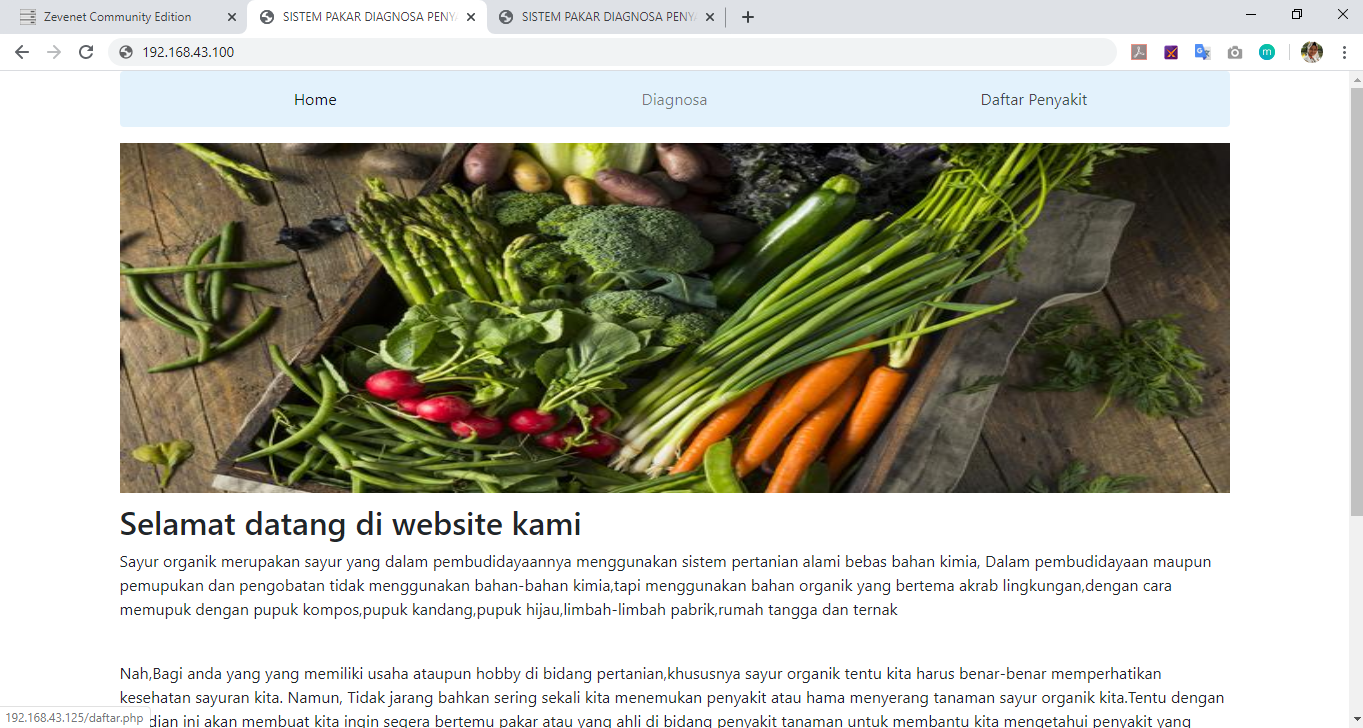 Zevenet Community Edition
SISTEM PAKAR DIAGNOSA PENY
SISTEM PAKAR DIAGNOSA PENYA
192.168.43.100
Home
Diagnosa
Daftar Penyakit
Selamat datang di website kami
Sayur organik merupakan sayur yang dalam pembudidayaannya menggunakan sistem pertanian alami bebas bahan kimia, Dalam pembudidayaan maupun
pemupukan dan pengobatan tidak menggunakan bahan-bahan kimia,tapi menggunakan bahan organik yang bertema akrab lingkungan,dengan cara
memupuk dengan pupuk kompos,pupuk kandang,pupuk hijau,limbah-limbah pabrik,rumah tangga dan ternak
Nah,Bagi anda yang yang memiliki usaha ataupun hobby di bidang pertanian,khususnya sayur organik tentu kita harus benar-benar memperhatikan
kesehatan sayuran kita. Namun, Tidak jarang bahkan sering sekali kita menemukan penyakit atau hama menyerang tanaman sayur organik kita.Tentu dengan
dian ini akan membuat kita ingin segera bertemu pakar atau yang ahli di bidang penyakit tanaman untuk membantu kita mengetahui penyakit yang
192.168.43.125/daftar.php